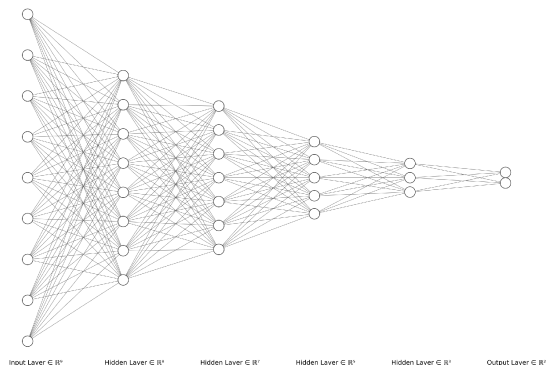 Input Layer ∈ ℝ⁹ Hidden Layer ∈ ℝ⁸ Hidden Layer ∈ ℝ⁷ Hidden Layer ∈ ℝ⁵ Hidden Layer ∈ ℝ³ Output Layer ∈ ℝ²